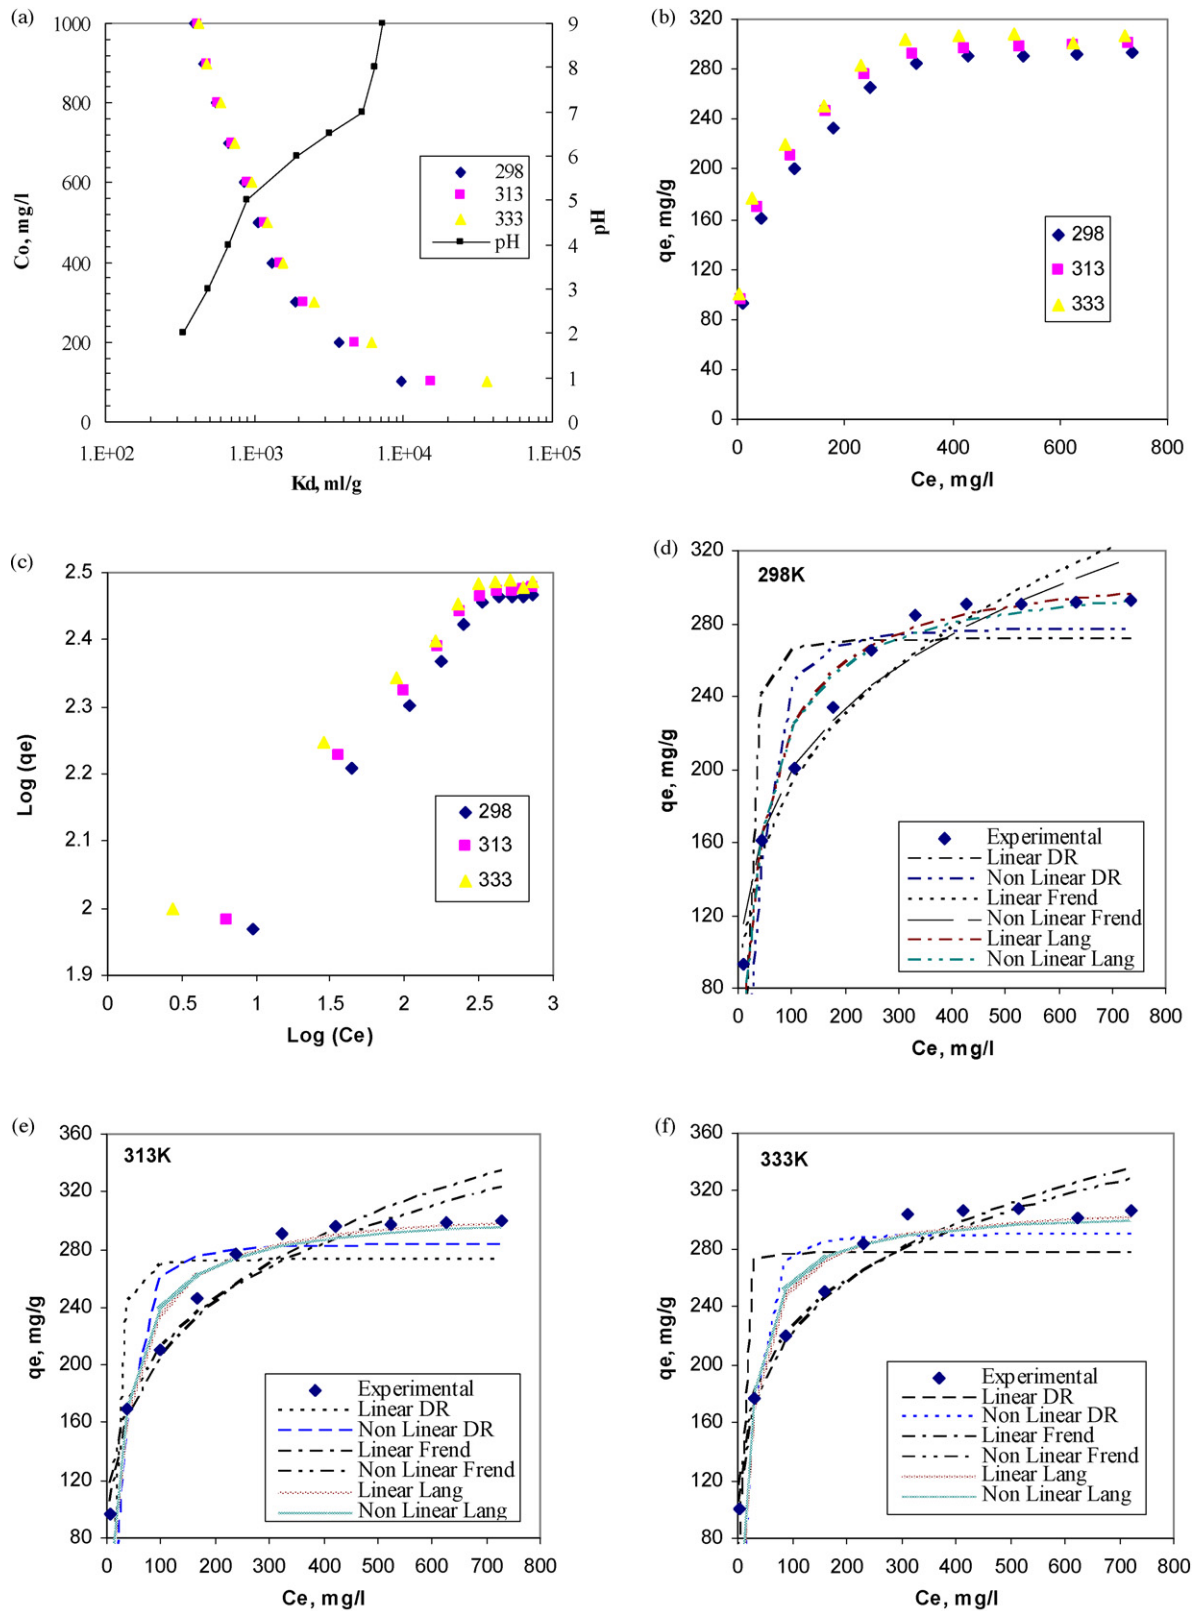 (a)
1000
800
600
400
200
0
Co, mg/l
9
8
7
6
5
4
3
2
1
0
pH
298
313
333
pH
1.E+02 1.E+03 1.E+04 1.E+05
Kd, ml/g
(b)
320
280
240
200
160
120
80
40
0
qe, mg/g
298
313
333
0 200 400 600 800
Ce, mg/l
(c)
2.5
2.4
2.3
2.2
2.1
2
1.9
Log (qe)
298
313
333
0 0.5 1 1.5 2 2.5 3
Log (Ce)
(d)
298K
320
280
240
200
160
120
80
qe, mg/g
Experimental
Linear DR
Non Linear DR
Linear Frend
Non Linear Frend
Linear Lang
Non Linear Lang
0 100 200 300 400 500 600 700 800
Ce, mg/l
(e)
313K
360
320
280
240
200
160
120
80
qe, mg/g
Experimental
Linear DR
Non Linear DR
Linear Frend
Non Linear Frend
Linear Lang
Non Linear Lang
0 100 200 300 400 500 600 700 800
Ce, mg/l
(f)
333K
360
320
280
240
200
160
120
80
qe, mg/g
Experimental
Linear DR
Non Linear DR
Linear Frend
Non Linear Frend
Linear Lang
Non Linear Lang
0 100 200 300 400 500 600 700 800
Ce, mg/l